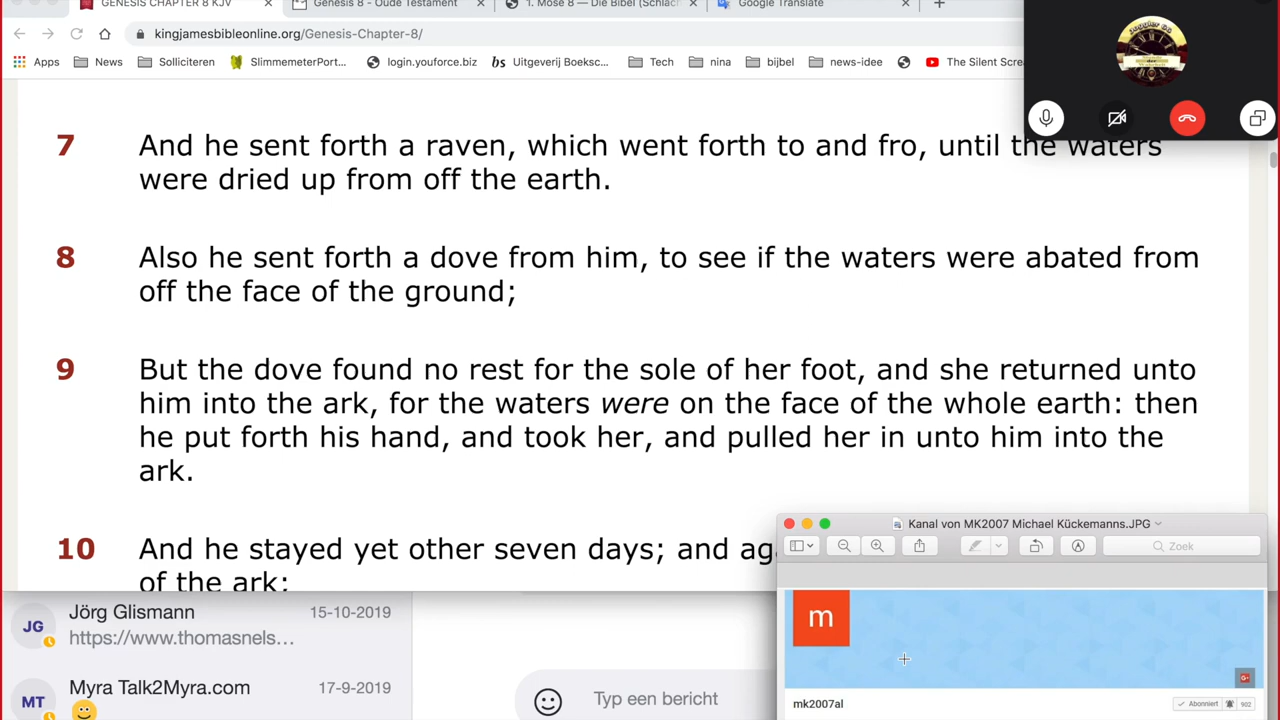 GENESIS CHAPTER 8 KJV
Genesis 8 - Oude Testament
1. Mose 8 — Die Bibel (Schlach
Google Translate
kingjamesbibleonline.org/Genesis-Chapter-8/
Apps
News
Solliciteren
SlimmemeterPort...
login.youforce.biz
bs
Uitgeverij Boeksc...
Tech
nina
bijbel
news-idee
The Silent Scre
7 And he sent forth a raven, which went forth to and fro, until the waters
were dried up from off the earth.
8 Also he sent forth a dove from him, to see if the waters were abated from
off the face of the ground;
9 But the dove found no rest for the sole of her foot, and she returned unto
him into the ark, for the waters were on the face of the whole earth: then
he put forth his hand, and took her, and pulled her in unto him into the
ark.
10 And he stayed yet other seven days; and aga
of the ark;
JG
Jörg Glismann
15-10-2019
https://www.thomasnels...
MT
Myra Talk2Myra.com
17-9-2019
Typ een bericht
Kanal von MK2007 Michael Kückemanns.JPG
Zoek
m
mk2007al
Abonniert
902